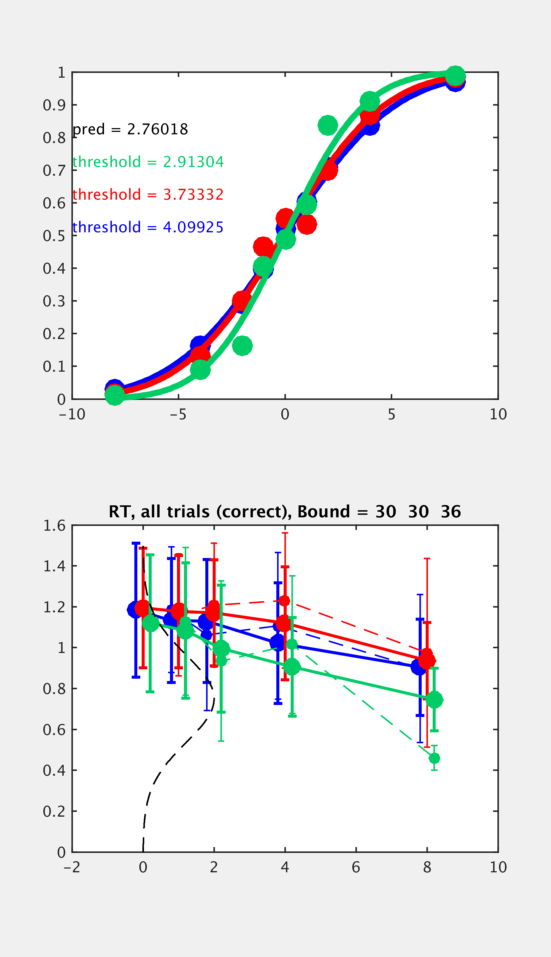 1
0.9
0.8
pred = 2.76018
0.7
threshold = 2.91304
0.6
threshold = 3.73332
0.5
threshold = 4.09925
0.4
0.3
0.2
0.1
0
−10 −5 0 5 10
RT, all trials (correct), Bound = 30 30 36
1.6
1.4
1.2
1
0.8
0.6
0.4
0.2
0
−2 0 2 4 6 8 10